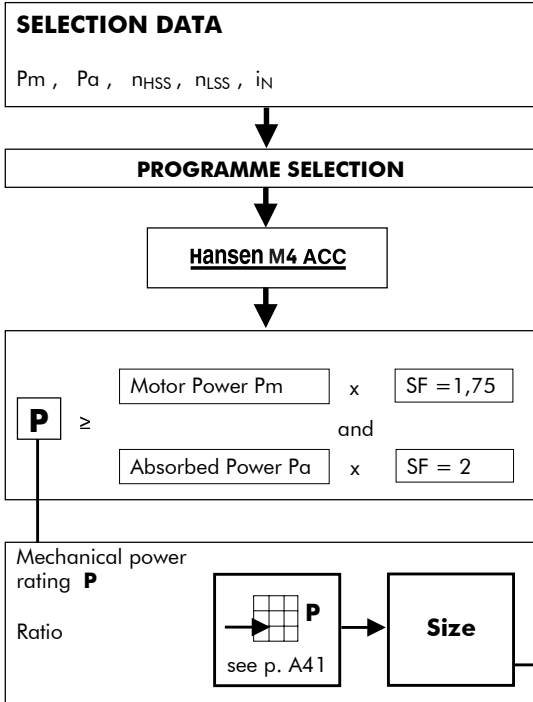 SELECTION DATA
Pm , Pa , nHSS , nLSS , iN
PROGRAMME SELECTION
Hansen M4 ACC
Motor Power Pm x SF =1,75
P ≥ and
Absorbed Power Pa x SF = 2
Mechanical power
rating P
Ratio
P
see p. A41
Size